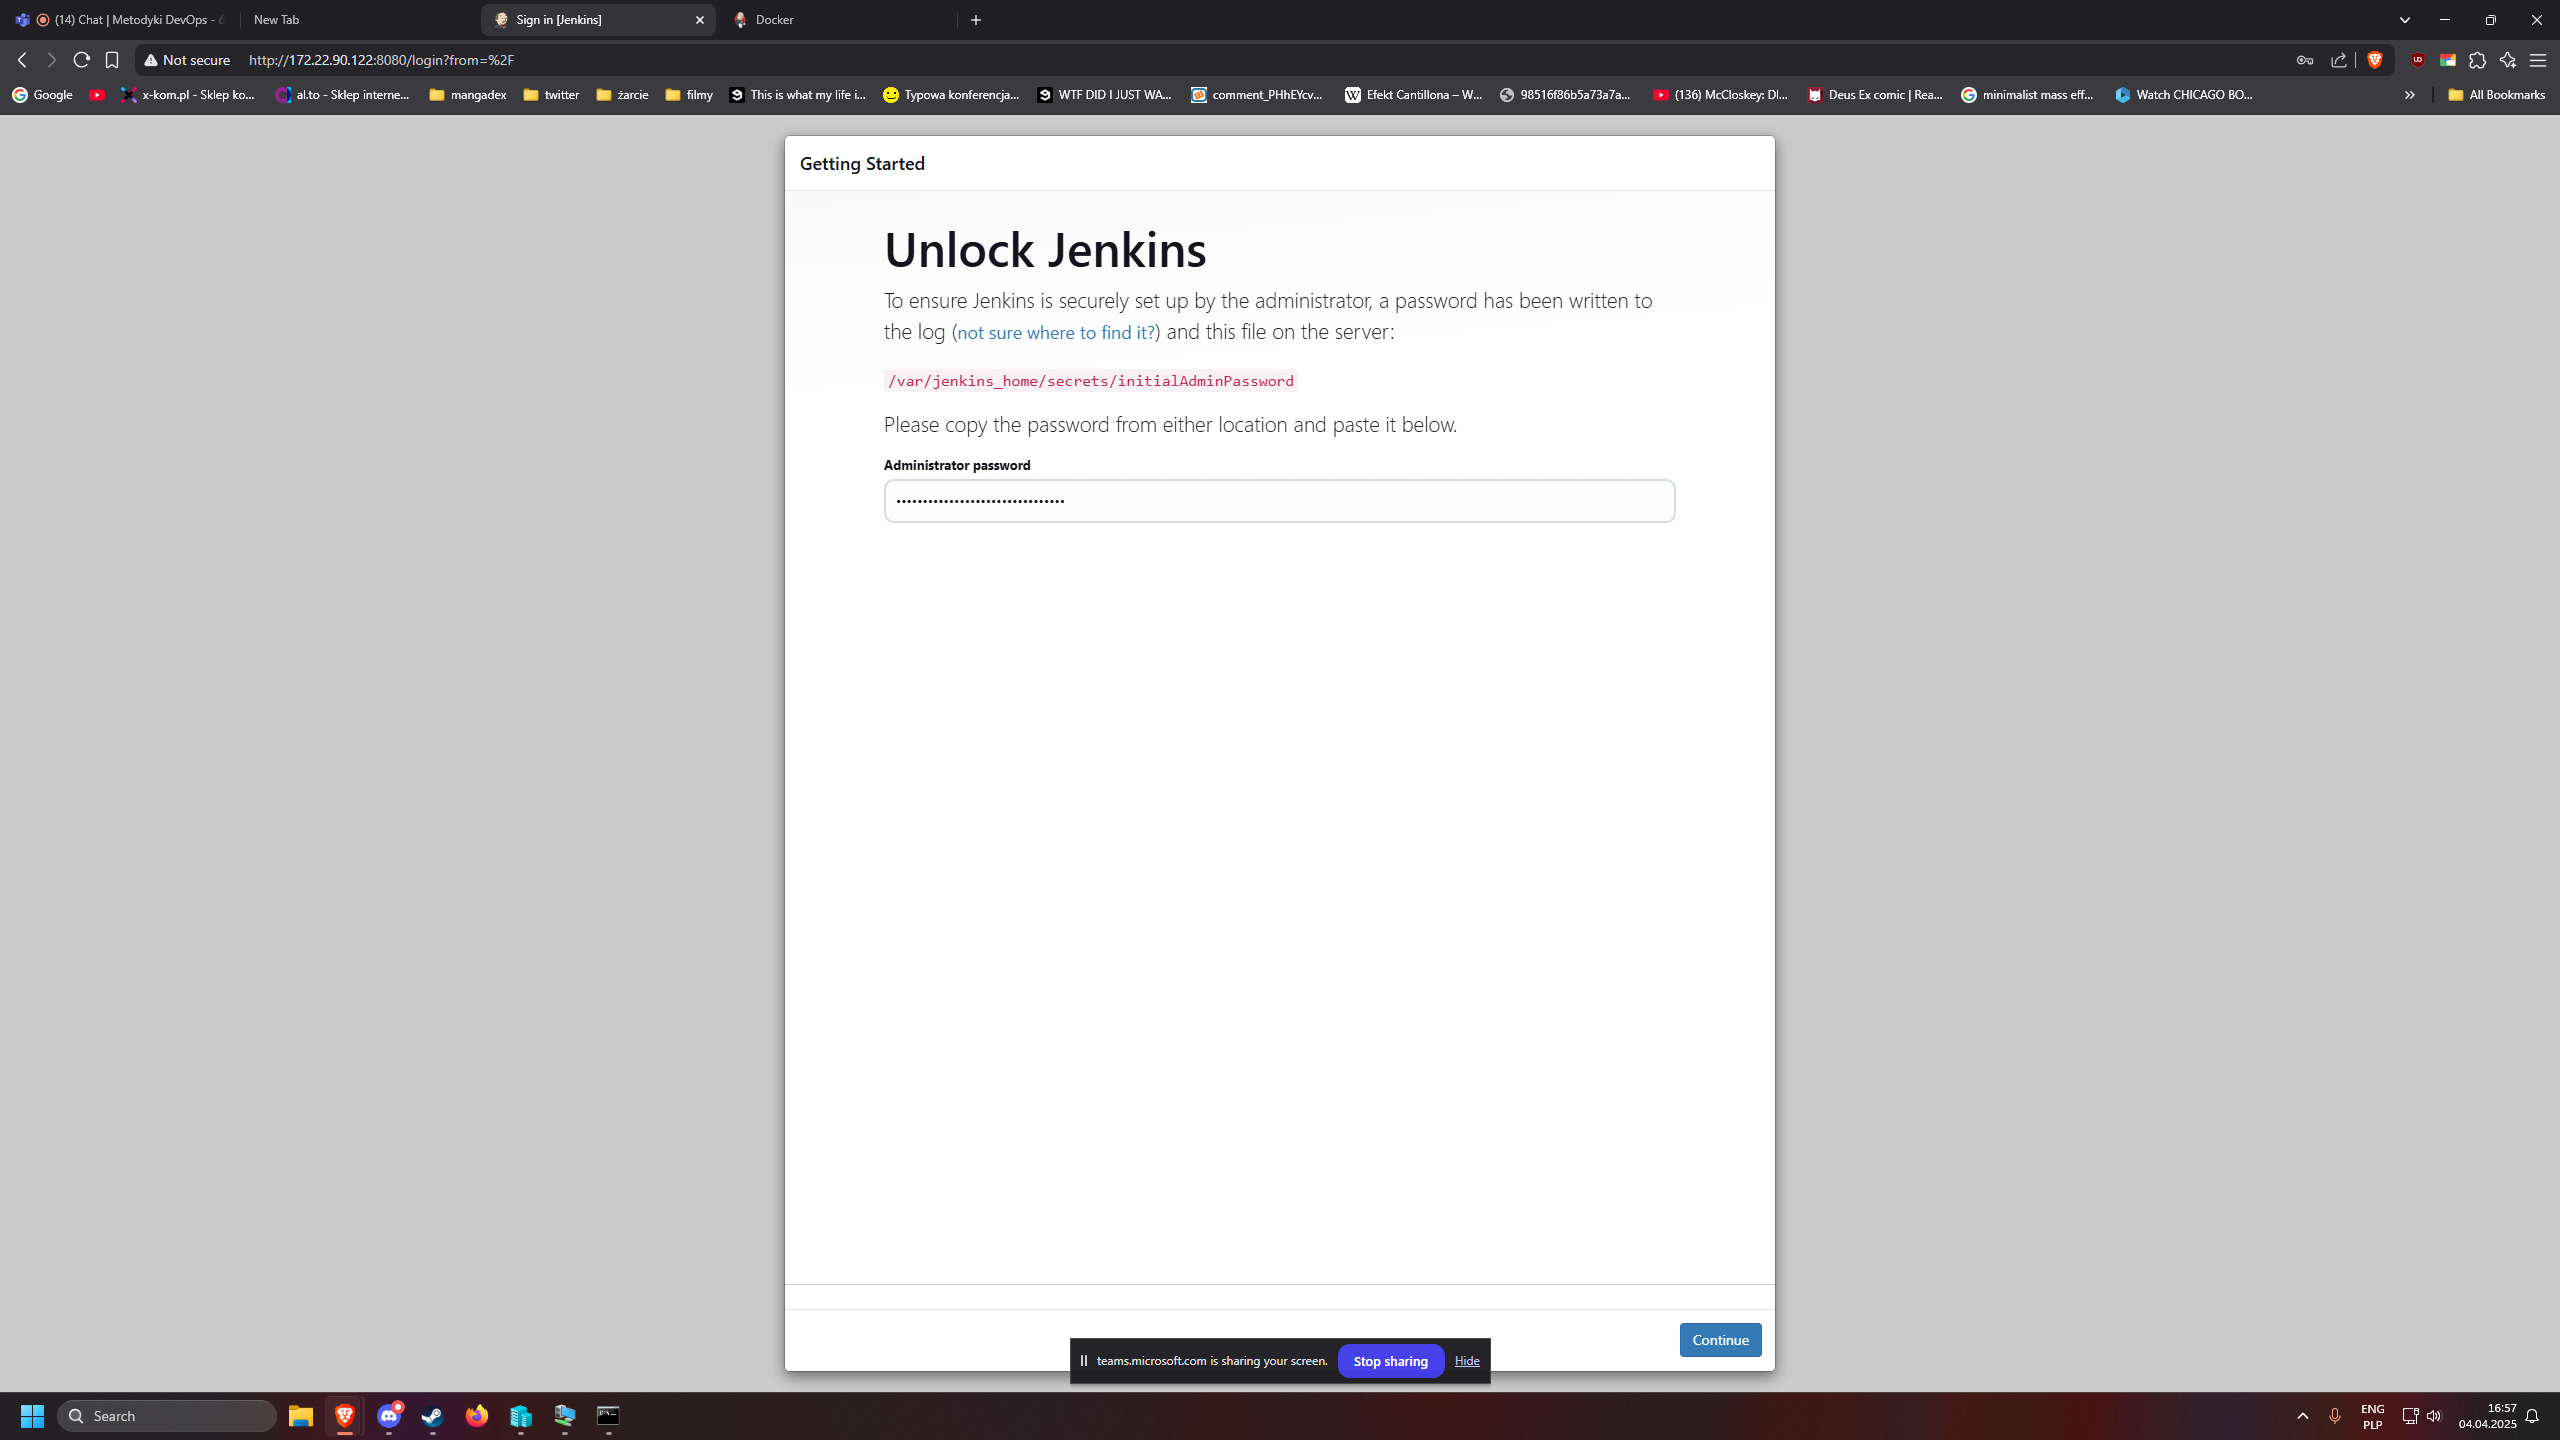 (14) Chat | Metodyki DevOps -
New Tab
Sign in [Jenkins]
Docker
Not secure
http://172.22.90.122:8080/login?from=%2F
Google
x-kom.pl - Sklep ko...
al.to - Sklep interne...
mangadex
twitter
żarcie
filmy
This is what my life i...
Typowa konferencja...
WTF DID I JUST WA...
comment_PHhEYcv...
Efekt Cantillona – W...
98516f86b5a73a7a...
(136) McCloskey: DI...
Deus Ex comic | Rea...
minimalist mass eff...
Watch CHICAGO BO...
All Bookmarks
Getting Started
Unlock Jenkins
To ensure Jenkins is securely set up by the administrator, a password has been written to
the log (not sure where to find it?) and this file on the server:
/var/jenkins_home/secrets/initialAdminPassword
Please copy the password from either location and paste it below.
Administrator password
••••••••••••••••••••••••••••••••
Continue
teams.microsoft.com is sharing your screen.
Stop sharing
Hide
Search
ENG
PLP
16:57
04.04.2025